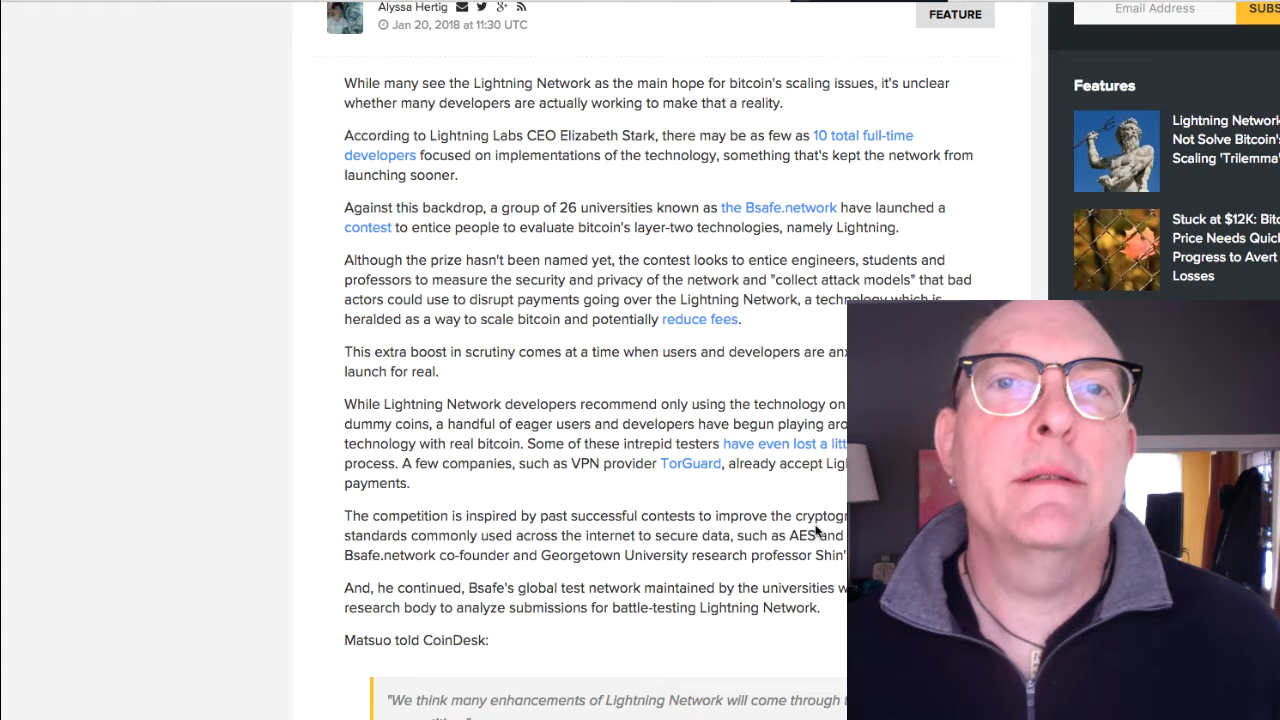 Alyssa Hertig
Jan 20, 2018 at 11:30 UTC
FEATURE
Email Address
SUBS
While many see the Lightning Network as the main hope for bitcoin's scaling issues, it's unclear
whether many developers are actually working to make that a reality.
According to Lightning Labs CEO Elizabeth Stark, there may be as few as 10 total full-time
developers focused on implementations of the technology, something that's kept the network from
launching sooner.
Against this backdrop, a group of 26 universities known as the Bsafe.network have launched a
contest to entice people to evaluate bitcoin's layer-two technologies, namely Lightning.
Although the prize hasn't been named yet, the contest looks to entice engineers, students and
professors to measure the security and privacy of the network and "collect attack models" that bad
actors could use to disrupt payments going over the Lightning Network, a technology which is
heralded as a way to scale bitcoin and potentially reduce fees.
This extra boost in scrutiny comes at a time when users and developers are anx
launch for real.
While Lightning Network developers recommend only using the technology on
dummy coins, a handful of eager users and developers have begun playing aro
technology with real bitcoin. Some of these intrepid testers have even lost a litt
process. A few companies, such as VPN provider TorGuard, already accept Ligh
payments.
The competition is inspired by past successful contests to improve the cryptogr
standards commonly used across the internet to secure data, such as AES and
Bsafe.network co-founder and Georgetown University research professor Shin'
And, he continued, Bsafe's global test network maintained by the universities w
research body to analyze submissions for battle-testing Lightning Network.
Matsuo told CoinDesk:
"We think many enhancements of Lightning Network will come through t
Features
Lightning Network
Not Solve Bitcoin'
Scaling 'Trilemma'
Stuck at $12K: Bitc
Price Needs Quic
Progress to Avert
Losses